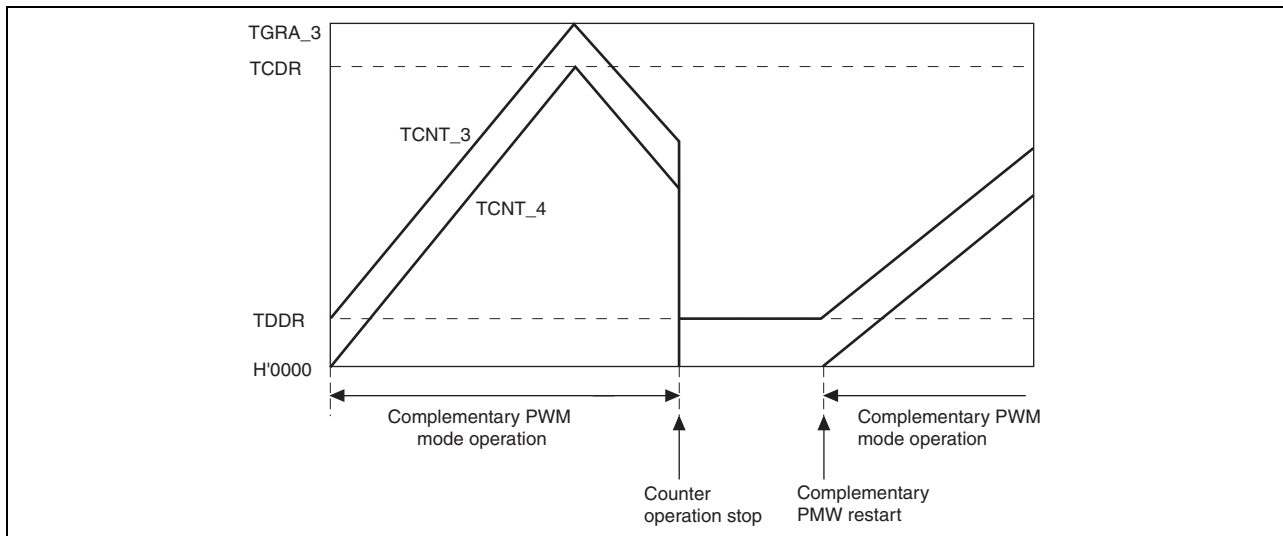 TGRA_3
TCDR
TCNT_3
TCNT_4
TDDR
H'0000
Complementary PWM
mode operation
Complementary PWM
mode operation
Counter
operation stop
Complementary
PMW restart